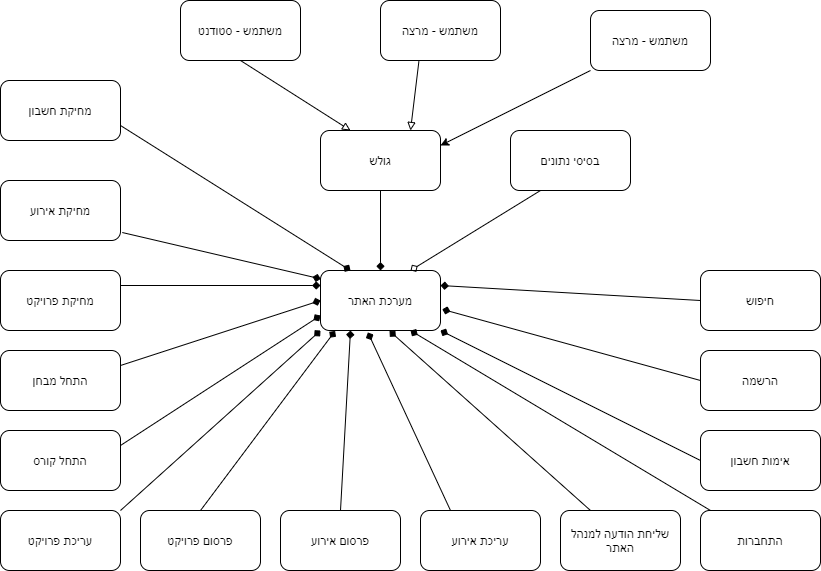 משתמש - סטודנט
משתמש - מרצה
משתמש - מרצה
מחיקת חשבון
גולש
בסיסי נתונים
מחיקת אירוע
מחיקת פרויקט
מערכת האתר
חיפוש
התחל מבחן
הרשמה
התחל קורס
אימות חשבון
עריכת פרויקט
פרסום פרויקט
פרסום אירוע
עריכת אירוע
שליחת הודעה למנהל
האתר
התחברות